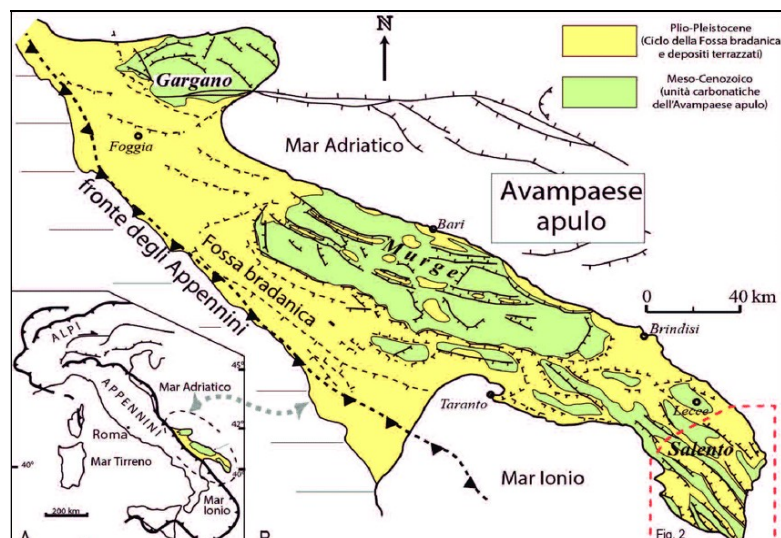 N
Plio-Pleistocene
(Ciclo della Fossa bradanica
e depositi terrazzati)
Meso-Cenozoico
(unità carbonatiche
dell'Avampaese apulo)
Gargano
Foggia
Mar Adriatico
Avampaese
apulo
Bari
Murge
fronte degli Appennini
Fossa bradanica
0 40 km
Brindisi
Taranto
Lecce
Salento
Mar Ionio
Fig. 2
ALPI
APPENNINI
Mar Adriatico
Roma
Mar Tirreno
Mar
Ionio
45°
42°
40°
40°
200 km
A
B